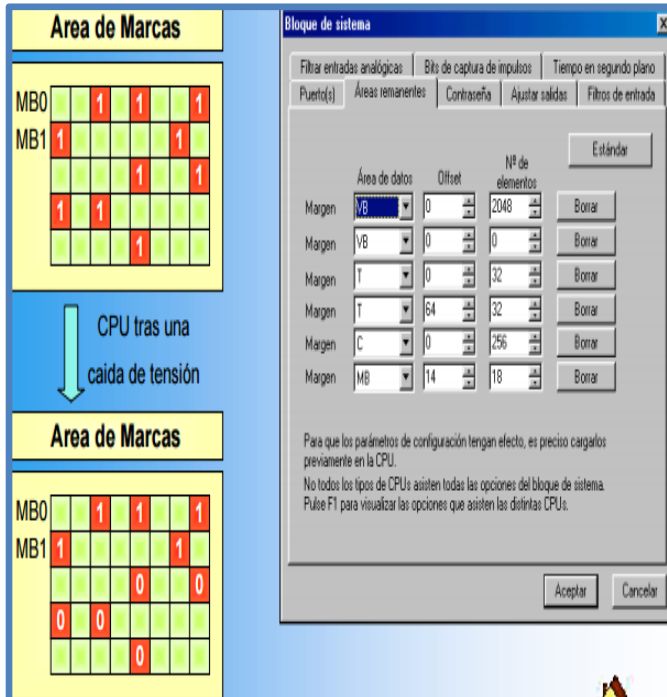 Area de Marcas
MB0 1 1 1
MB1 1 1
1 1
1 1
1
CPU tras una
caida de tensión
Area de Marcas
MB0 1 1 1
MB1 1 1
0 0
0 0
0
Bloque de sistema
Filtrar entradas analógicas Bits de captura de impulsos Tiempo en segundo plano
Puerto(s) Áreas remanentes Contraseña Ajustar salidas Filtros de entrada
Estándar
Área de datos Offset Nº de elementos
Margen VB 0 2048 Borrar
Margen VB 0 0 Borrar
Margen T 0 32 Borrar
Margen T 64 32 Borrar
Margen C 0 256 Borrar
Margen MB 14 18 Borrar
Para que los parámetros de configuración tengan efecto, es preciso cargarlos
previamente en la CPU.
No todos los tipos de CPUs asisten todas las opciones del bloque de sistema.
Pulse F1 para visualizar las opciones que asisten las distintas CPUs.
Aceptar Cancelar